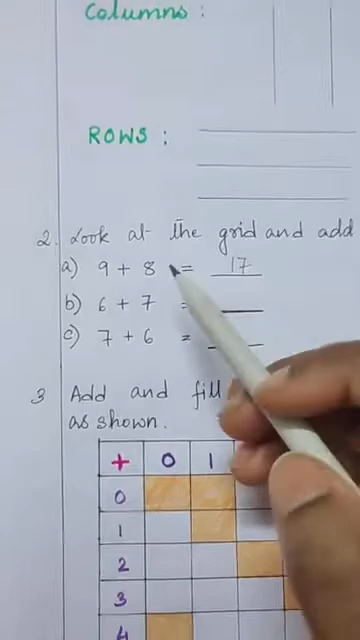 Columns :
ROWS :
2. Look at the grid and add
a) 9 + 8 = 17
b) 6 + 7 =
c) 7 + 6 =
3 Add and fill
as shown.
+ 0 1
0
1
2
3
4